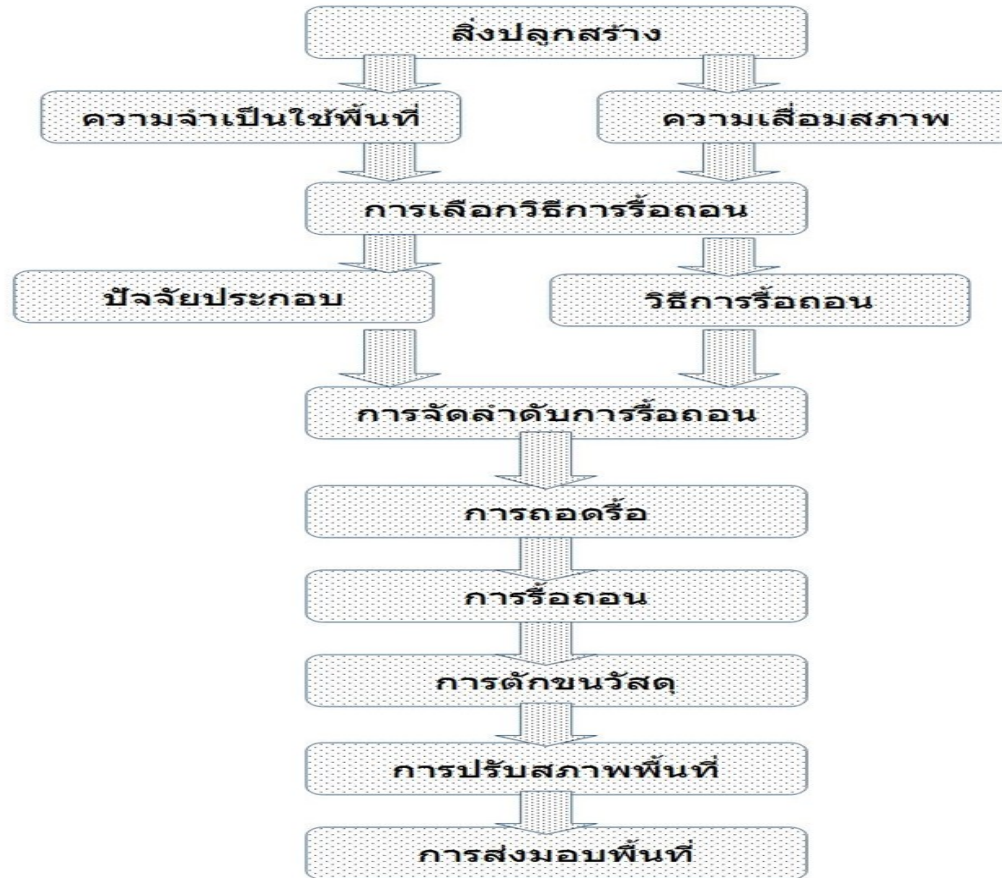 สิ่งปลูกสร้าง
ความจำเป็นใช้พื้นที่
ความเสื่อมสภาพ
การเลือกวิธีการรื้อถอน
ปัจจัยประกอบ
วิธีการรื้อถอน
การจัดลำดับการรื้อถอน
การถอดรื้อ
การรื้อถอน
การตักขนวัสดุ
การปรับสภาพพื้นที่
การส่งมอบพื้นที่